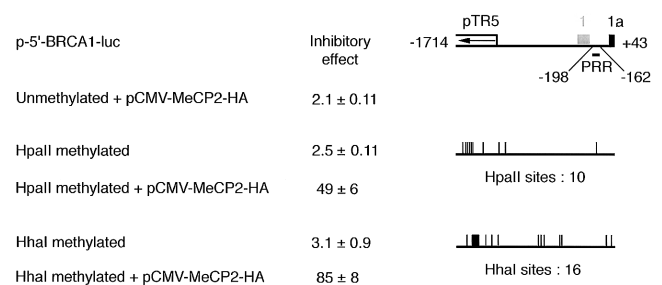 pTR5 1 1a
p-5'-BRCA1-luc Inhibitory effect -1714 +43
PRR
-198 -162
Unmethylated + pCMV-MeCP2-HA 2.1 ± 0.11
HpaII methylated 2.5 ± 0.11
HpaII methylated + pCMV-MeCP2-HA 49 ± 6
HpaII sites : 10
HhaI methylated 3.1 ± 0.9
HhaI methylated + pCMV-MeCP2-HA 85 ± 8
HhaI sites : 16